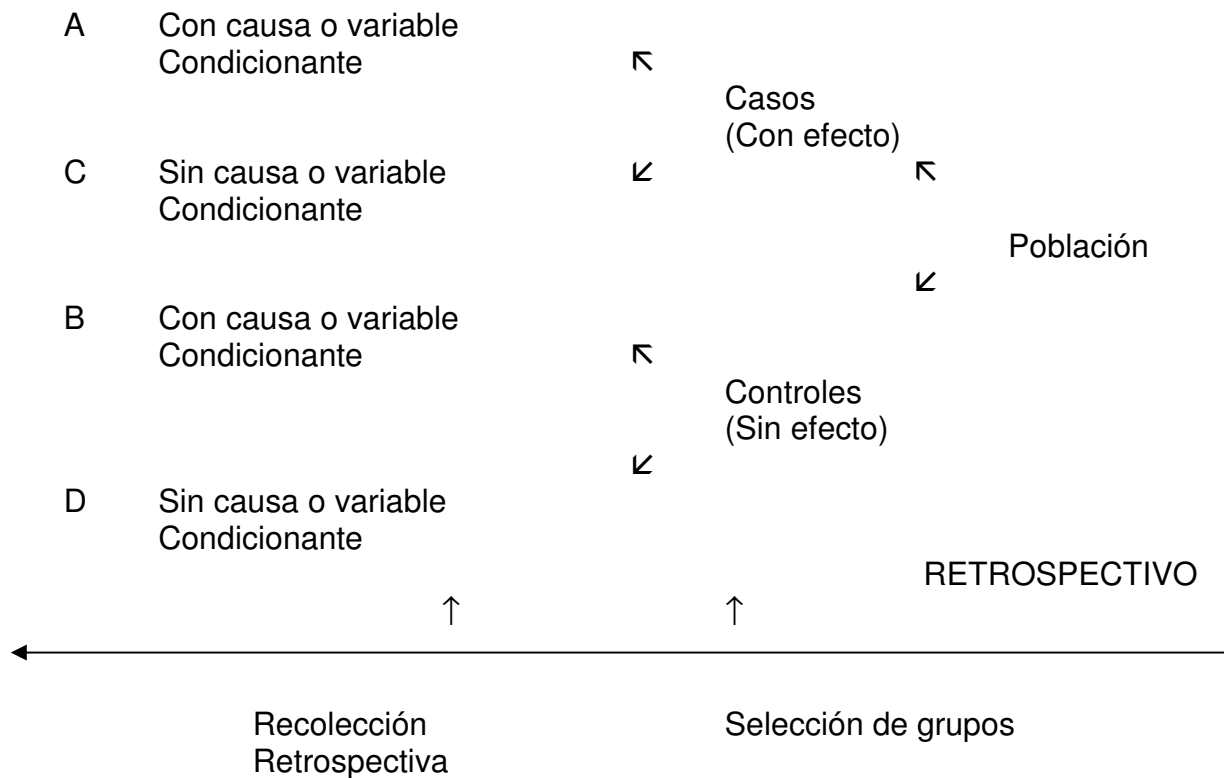 A Con causa o variable
Condicionante
Casos
(Con efecto)
C Sin causa o variable
Condicionante
Población
B Con causa o variable
Condicionante
Controles
(Sin efecto)
D Sin causa o variable
Condicionante
RETROSPECTIVO
Recolección Selección de grupos
Retrospectiva